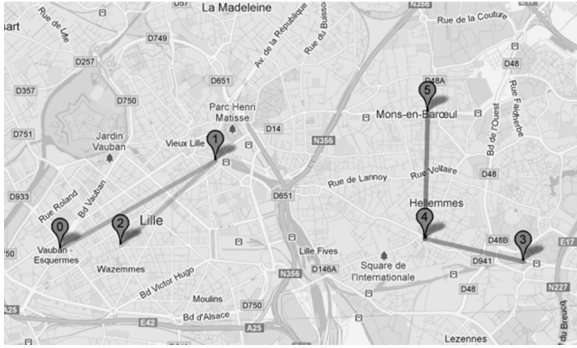 D751
La Madeleine
N356
Rue de la Couture
sart
Rue de Lille
D749
Av. de la République
Rue du Buisson
D257
D48
D357
D651
D48A
5
D750
Parc Henri
Matisse
Mons-en-Barœul
D751
Jardin
Vauban
Vieux Lille
1
D14
N356
Bd de l'Ouest
Rue Faidherbe
Rue Voltaire
D933
Rue Roland
Bd Vauban
D651
Rue de Lannoy
D48
0
2
Lille
Hellemmes
4
3
Vauban -
Esquermes
Wazemmes
Lille Fives
D48B
E17
D941
N356
D146A
Square de
l'Internationale
Bd Victor Hugo
D48
N227
Moulins
D750
A25
E42
Bd d'Alsace
A25
Lezennes